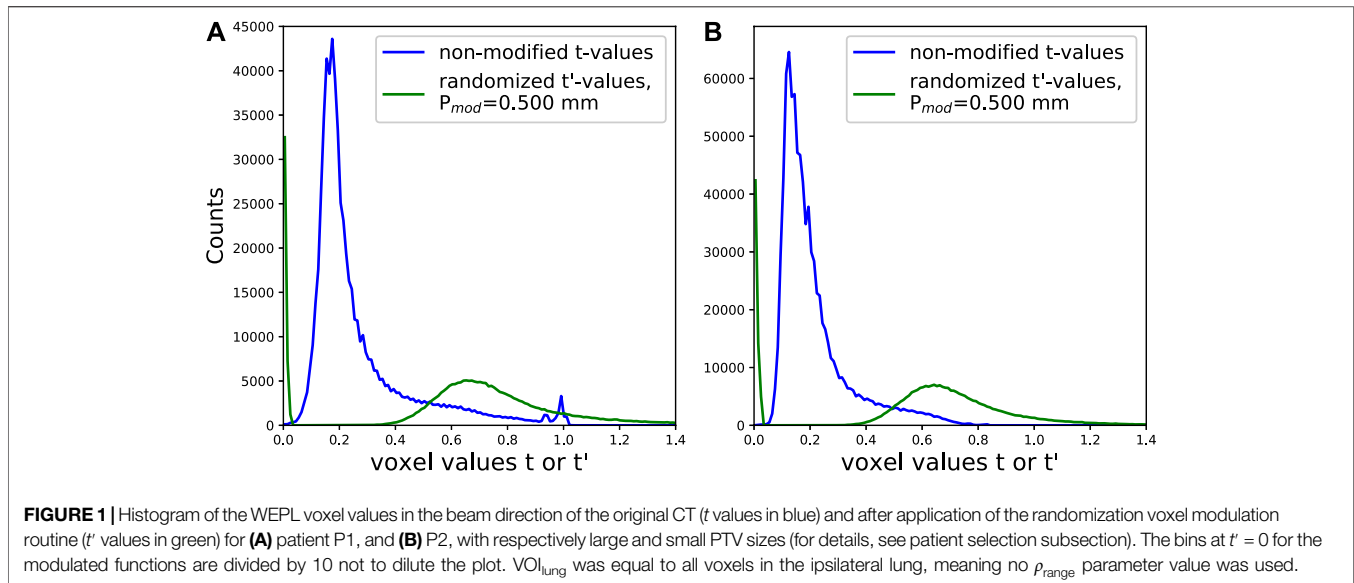 A
45000
40000
35000
30000
25000
20000
15000
10000
5000
0
Counts
non-modified t-values
randomized t'-values,
P_mod=0.500 mm
0.0 0.2 0.4 0.6 0.8 1.0 1.2 1.4
voxel values t or t'
B
60000
50000
40000
30000
20000
10000
0
non-modified t-values
randomized t'-values,
P_mod=0.500 mm
0.0 0.2 0.4 0.6 0.8 1.0 1.2 1.4
voxel values t or t'
FIGURE 1 | Histogram of the WEPL voxel values in the beam direction of the original CT (t values in blue) and after application of the randomization voxel modulation
routine (t′ values in green) for (A) patient P1, and (B) P2, with respectively large and small PTV sizes (for details, see patient selection subsection). The bins at t′ = 0 for the
modulated functions are divided by 10 not to dilute the plot. VOI_lung was equal to all voxels in the ipsilateral lung, meaning no ρ_range parameter value was used.